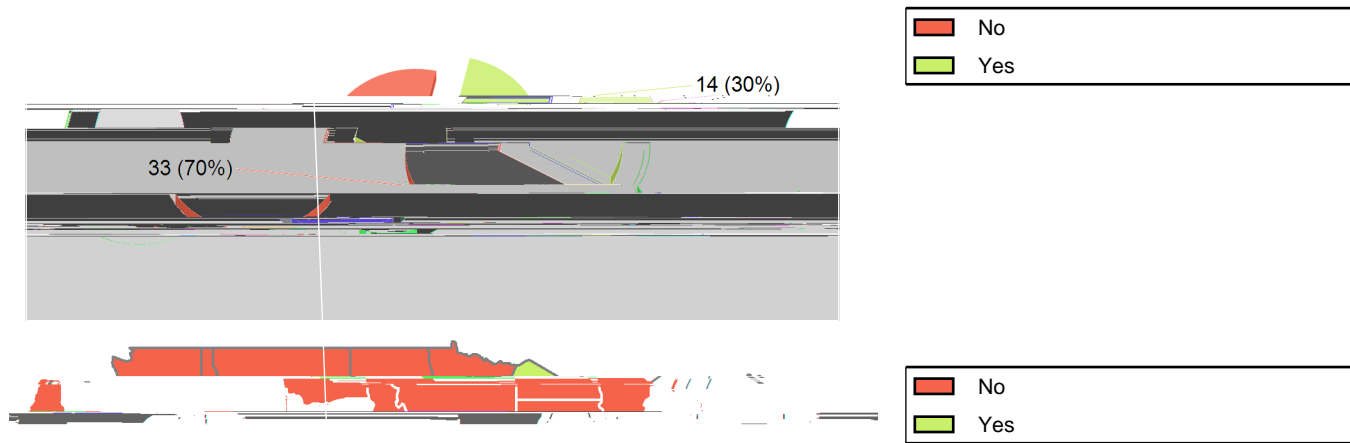 No
Yes
14 (30%)
33 (70%)
No
Yes